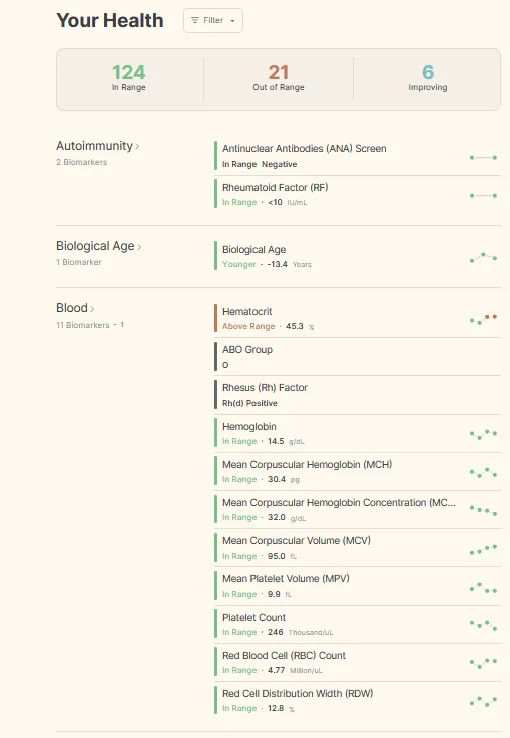 Your Health
Filter
124
In Range
21
Out of Range
6
Improving
Autoimmunity
2 Biomarkers
Antinuclear Antibodies (ANA) Screen
In Range Negative
Rheumatoid Factor (RF)
In Range · <10 IU/mL
Biological Age
1 Biomarker
Biological Age
Younger · -13.4 Years
Blood
11 Biomarkers · 1
Hematocrit
Above Range · 45.3 %
ABO Group
O
Rhesus (Rh) Factor
Rh(d) Positive
Hemoglobin
In Range · 14.5 g/dL
Mean Corpuscular Hemoglobin (MCH)
In Range · 30.4 pg
Mean Corpuscular Hemoglobin Concentration (MC...
In Range · 32.0 g/dL
Mean Corpuscular Volume (MCV)
In Range · 95.0 fL
Mean Platelet Volume (MPV)
In Range · 9.9 fL
Platelet Count
In Range · 246 Thousand/uL
Red Blood Cell (RBC) Count
In Range · 4.77 Million/uL
Red Cell Distribution Width (RDW)
In Range · 12.8 %